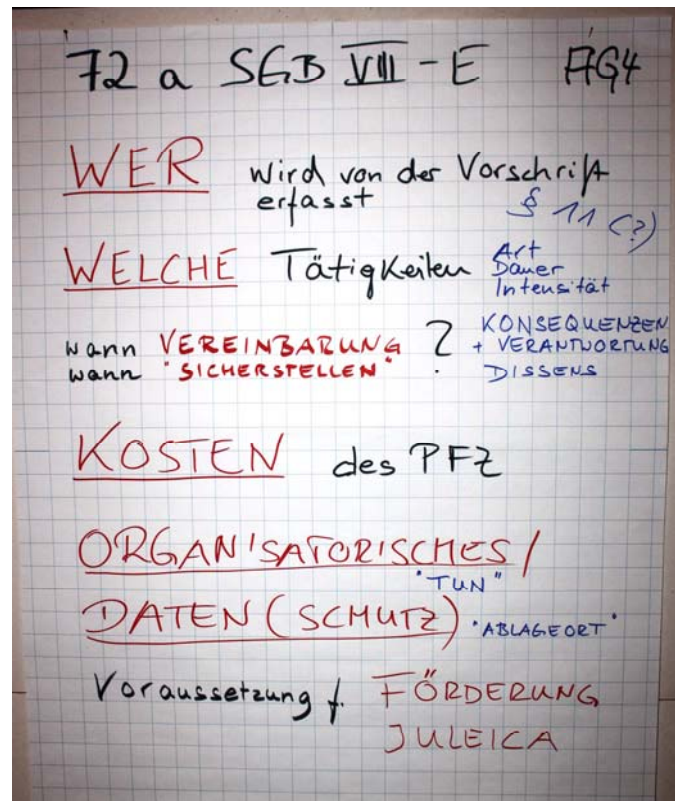 72 a SGB VIII - E AG4
WER wird von der Vorschrift
erfasst
§ 11 (?)
WELCHE Tätigkeiten Art
Dauer
Intensität
wann VEREINBARUNG ?
wann "SICHERSTELLEN"
KONSEQUENZEN
+ VERANTWORTUNG
DISSENS
KOSTEN des PFZ
ORGANISATORISCHES /
"TUN"
DATEN (SCHUTZ) "ABLAGEORT"
Voraussetzung f. FÖRDERUNG
JULEICA